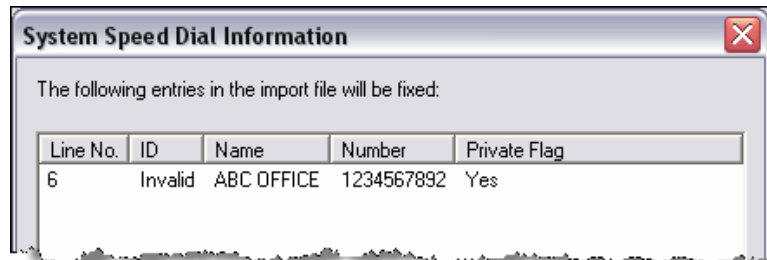 System Speed Dial Information
The following entries in the import file will be fixed:
Line No. ID Name Number Private Flag
6 Invalid ABC OFFICE 1234567892 Yes